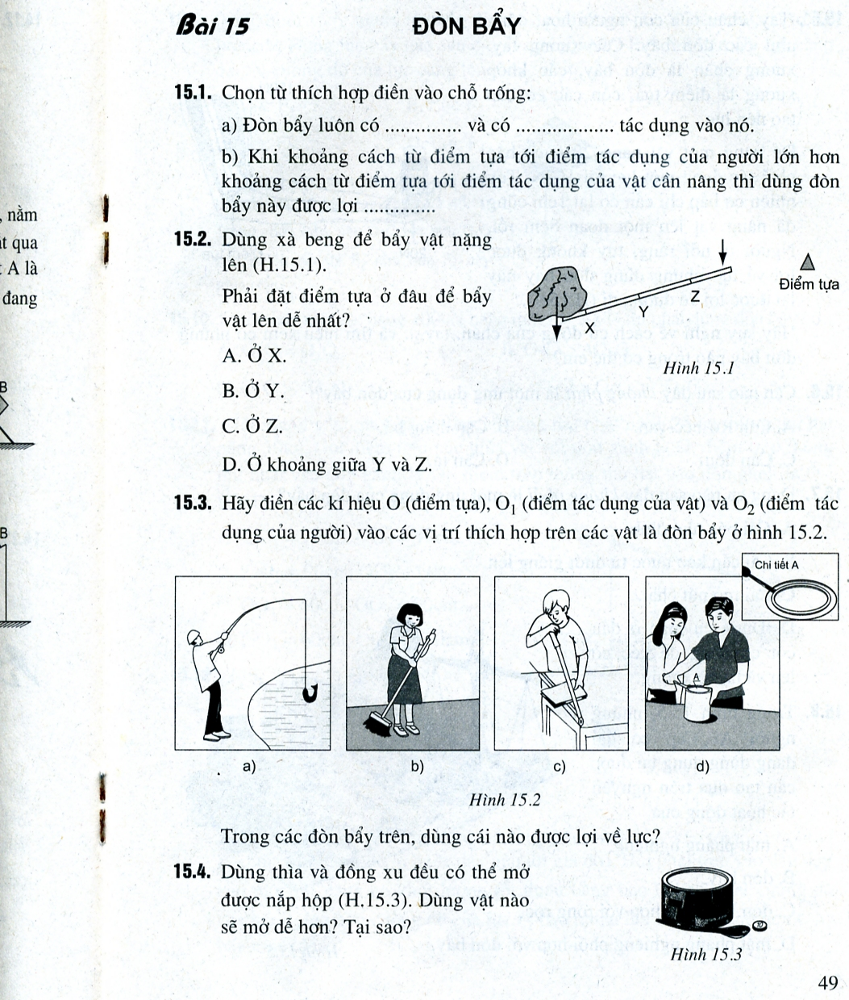 Bài 15
ĐÒN BẨY
15.1. Chọn từ thích hợp điền vào chỗ trống:
a) Đòn bẩy luôn có .............. và có .................. tác dụng vào nó.
b) Khi khoảng cách từ điểm tựa tới điểm tác dụng của người lớn hơn
khoảng cách từ điểm tựa tới điểm tác dụng của vật cần nâng thì dùng đòn
bẩy này được lợi .............
, nằm
t qua
A là
đang
B
B
15.2. Dùng xà beng để bẩy vật nặng
lên (H.15.1).
Phải đặt điểm tựa ở đâu để bẩy
vật lên dễ nhất?
A. Ở X.
B. Ở Y.
C. Ở Z.
D. Ở khoảng giữa Y và Z.
X
Y
Z
Điểm tựa
Hình 15.1
15.3. Hãy điền các kí hiệu O (điểm tựa), O₁ (điểm tác dụng của vật) và O₂ (điểm tác
dụng của người) vào các vị trí thích hợp trên các vật là đòn bẩy ở hình 15.2.
Chi tiết A
A
a)
b)
c)
d)
Hình 15.2
Trong các đòn bẩy trên, dùng cái nào được lợi về lực?
15.4. Dùng thìa và đồng xu đều có thể mở
được nắp hộp (H.15.3). Dùng vật nào
sẽ mở dễ hơn? Tại sao?
Hình 15.3
49